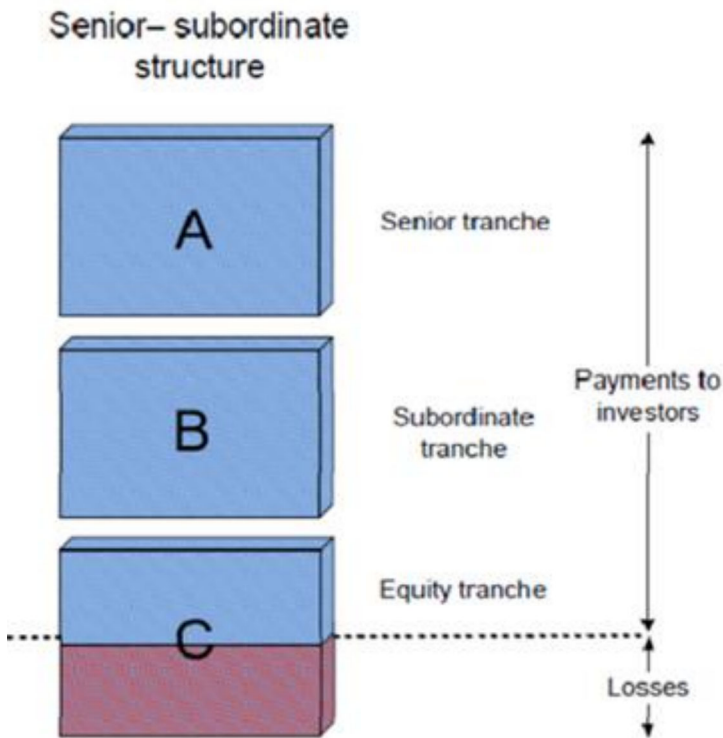 Senior– subordinate
structure
A
Senior tranche
B
Subordinate
tranche
Payments to
investors
C
Equity tranche
Losses